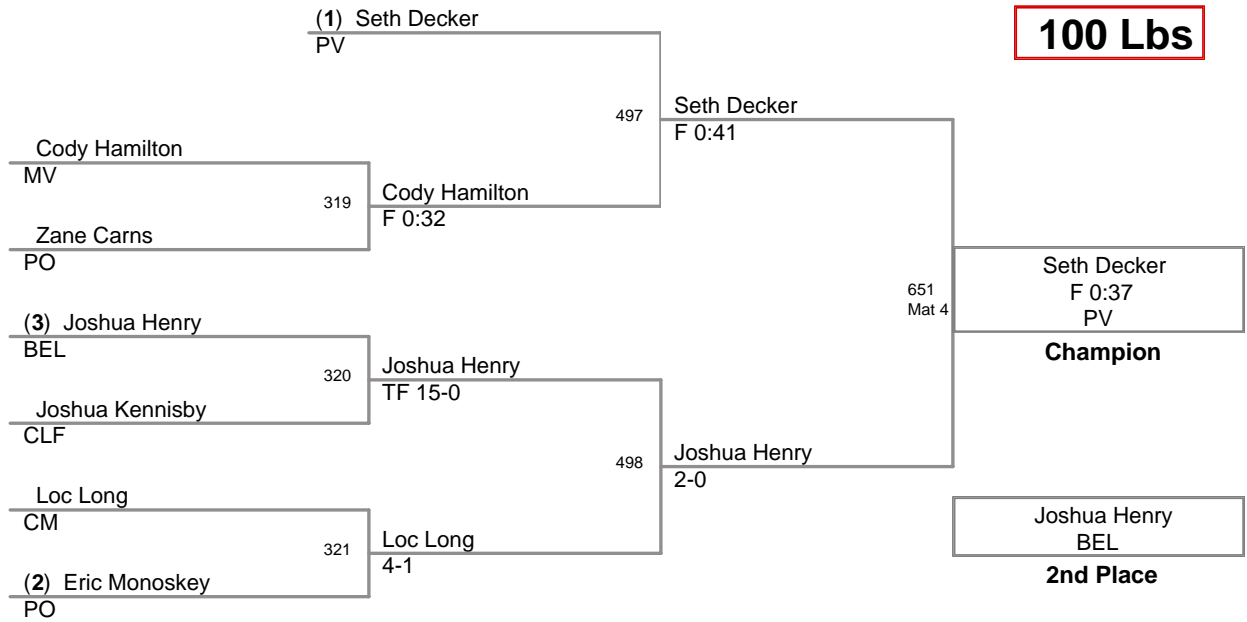 100 Lbs
(1) Seth Decker
PV
Cody Hamilton
MV
319
Zane Carns
PO
Cody Hamilton
F 0:32
497
Seth Decker
F 0:41
(3) Joshua Henry
BEL
320
Joshua Kennisby
CLF
Joshua Henry
TF 15-0
Loc Long
CM
321
(2) Eric Monoskey
PO
Loc Long
4-1
498
Joshua Henry
2-0
651
Mat 4
Seth Decker
F 0:37
PV
Champion
Joshua Henry
BEL
2nd Place